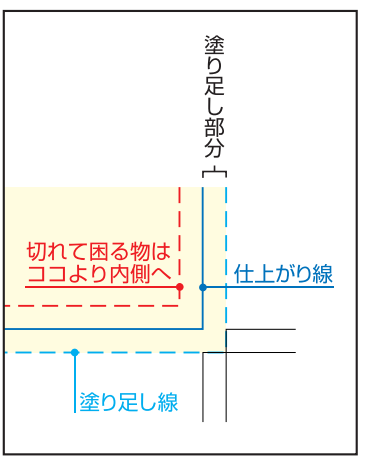 塗り足し部分
切れて困る物は
ココより内側へ
仕上がり線
塗り足し線